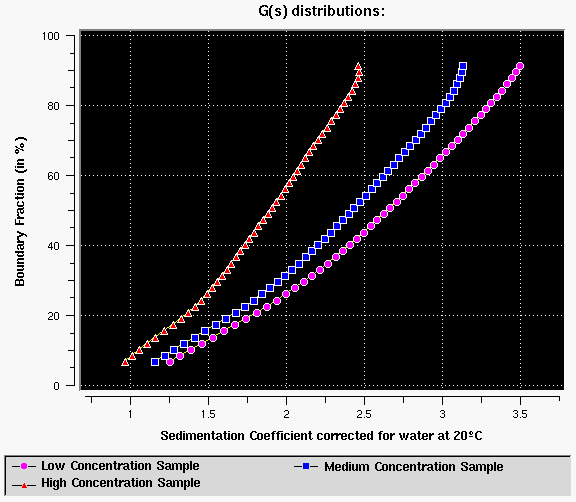 G(s) distributions:
Boundary Fraction (in %)
100
80
60
40
20
0
1 1.5 2 2.5 3 3.5
Sedimentation Coefficient corrected for water at 20ºC
Low Concentration Sample Medium Concentration Sample
High Concentration Sample